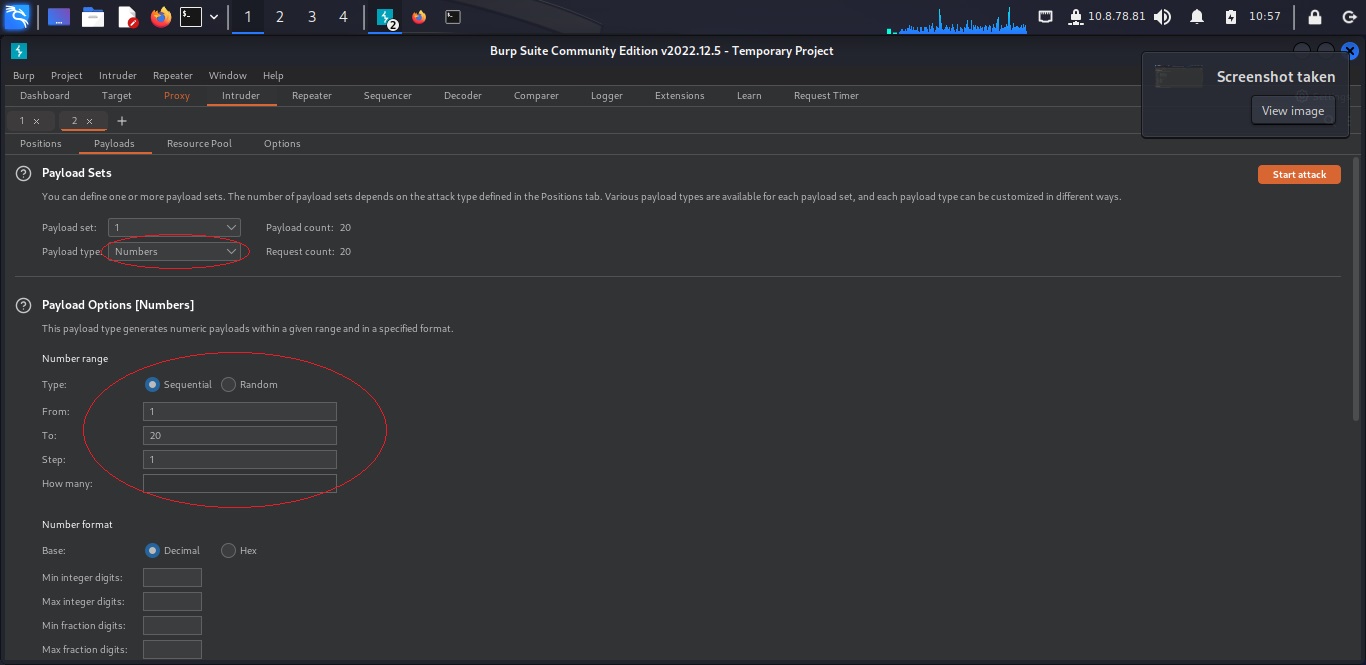 1 2 3 4 2 10.8.78.81 10:57
Burp Suite Community Edition v2022.12.5 - Temporary Project
Burp Project Intruder Repeater Window Help
Screenshot taken
View image
Dashboard Target Proxy Intruder Repeater Sequencer Decoder Comparer Logger Extensions Learn Request Timer
1 × 2 × +
Positions Payloads Resource Pool Options
? Payload Sets
Start attack
You can define one or more payload sets. The number of payload sets depends on the attack type defined in the Positions tab. Various payload types are available for each payload set, and each payload type can be customized in different ways.
Payload set: 1 Payload count: 20
Payload type: Numbers Request count: 20
? Payload Options [Numbers]
This payload type generates numeric payloads within a given range and in a specified format.
Number range
Type: Sequential Random
From: 1
To: 20
Step: 1
How many:
Number format
Base: Decimal Hex
Min integer digits:
Max integer digits:
Min fraction digits:
Max fraction digits: